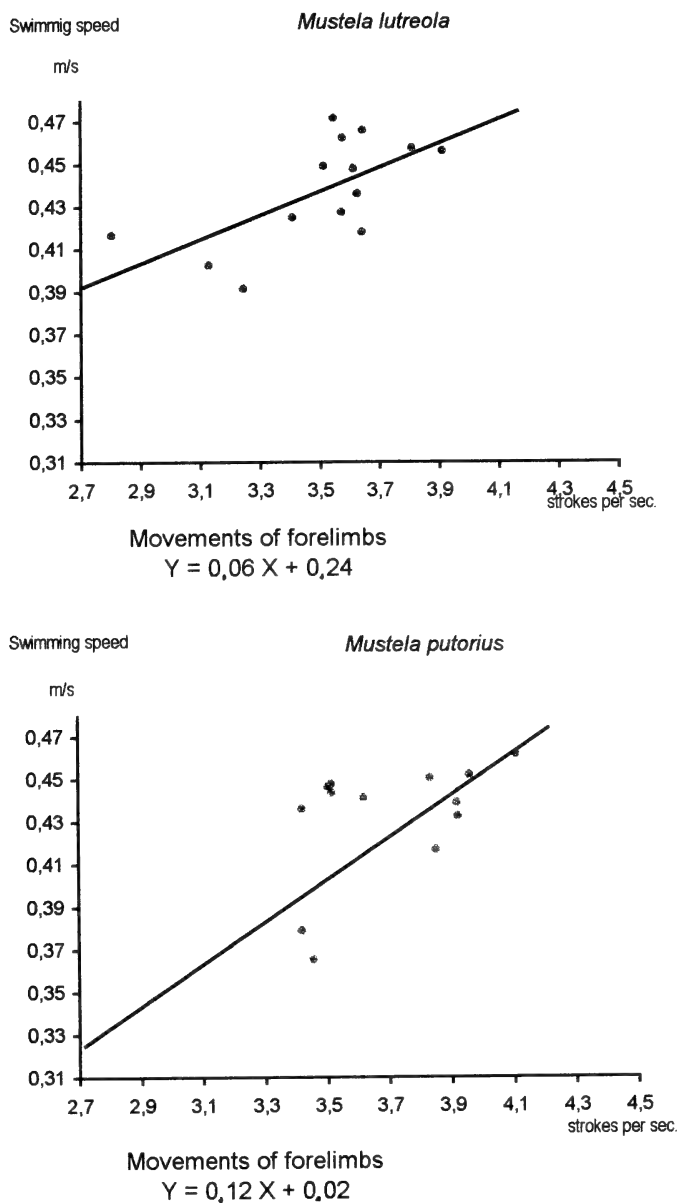 Swimmig speed
Mustela lutreola
m/s
0,47
0,45
0,43
0,41
0,39
0,37
0,35
0,33
0,31
2,7 2,9 3,1 3,3 3,5 3,7 3,9 4,1 4,3 4,5
strokes per sec.
Movements of forelimbs
Y = 0,06 X + 0,24
Swimming speed
Mustela putorius
m/s
0,47
0,45
0,43
0,41
0,39
0,37
0,35
0,33
0,31
2,7 2,9 3,1 3,3 3,5 3,7 3,9 4,1 4,3 4,5
strokes per sec.
Movements of forelimbs
Y = 0,12 X + 0,02